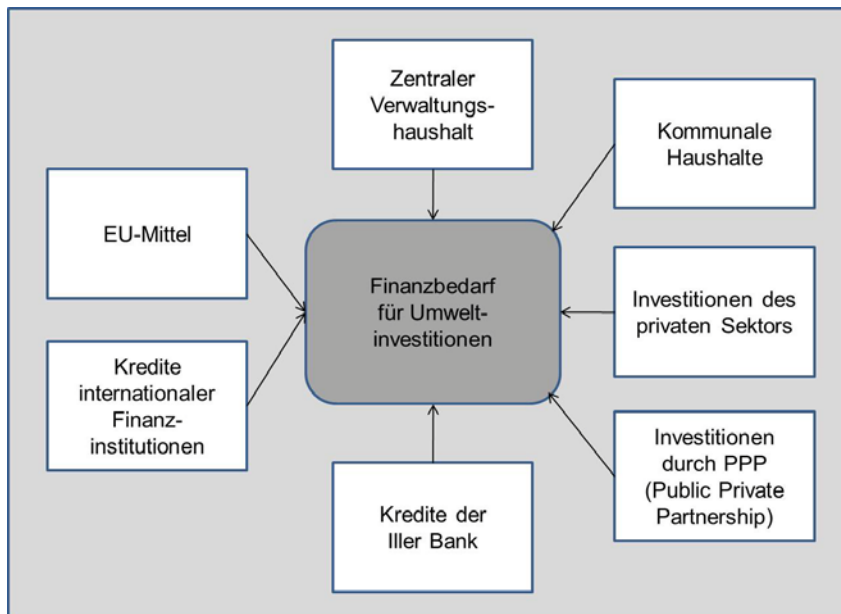 Zentraler
Verwaltungs-
haushalt
Kommunale
Haushalte
EU-Mittel
Finanzbedarf
für Umwelt-
investitionen
Investitionen des
privaten Sektors
Kredite
internationaler
Finanz-
institutionen
Investitionen
durch PPP
(Public Private
Partnership)
Kredite der
Iller Bank